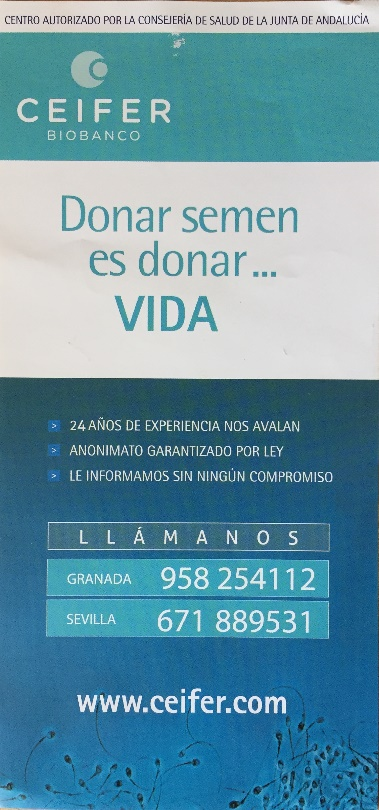 CENTRO AUTORIZADO POR LA CONSEJERÍA DE SALUD DE LA JUNTA DE ANDALUCÍA
CEIFER
BIOBANCO
Donar semen
es donar...
VIDA
> 24 AÑOS DE EXPERIENCIA NOS AVALAN
> ANONIMATO GARANTIZADO POR LEY
> LE INFORMAMOS SIN NINGÚN COMPROMISO
LLÁMANOS
GRANADA 958 254112
SEVILLA 671 889531
www.ceifer.com